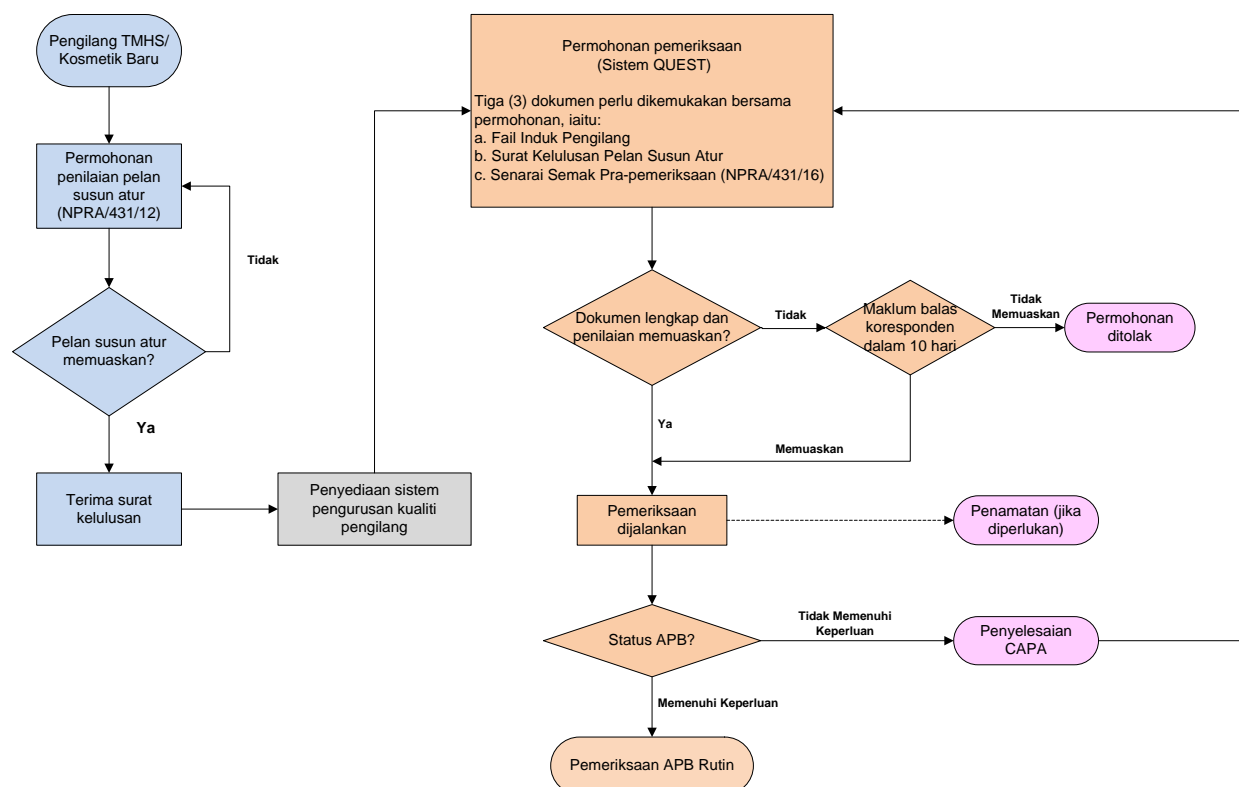 Pengilang TMHS/
Kosmetik Baru
Permohonan
penilaian pelan
susun atur
(NPRA/431/12)
Tidak
Pelan susun atur
memuaskan?
Ya
Terima surat
kelulusan
Penyediaan sistem
pengurusan kualiti
pengilang
Permohonan pemeriksaan
(Sistem QUEST)
Tiga (3) dokumen perlu dikemukakan bersama
permohonan, iaitu:
a. Fail Induk Pengilang
b. Surat Kelulusan Pelan Susun Atur
c. Senarai Semak Pra-pemeriksaan (NPRA/431/16)
Dokumen lengkap dan
penilaian memuaskan?
Tidak
Maklum balas
koresponden
dalam 10 hari
Tidak
Memuaskan
Permohonan
ditolak
Ya
Memuaskan
Pemeriksaan
dijalankan
Penamatan (jika
diperlukan)
Status APB?
Tidak Memenuhi
Keperluan
Penyelesaian
CAPA
Memenuhi Keperluan
Pemeriksaan APB Rutin